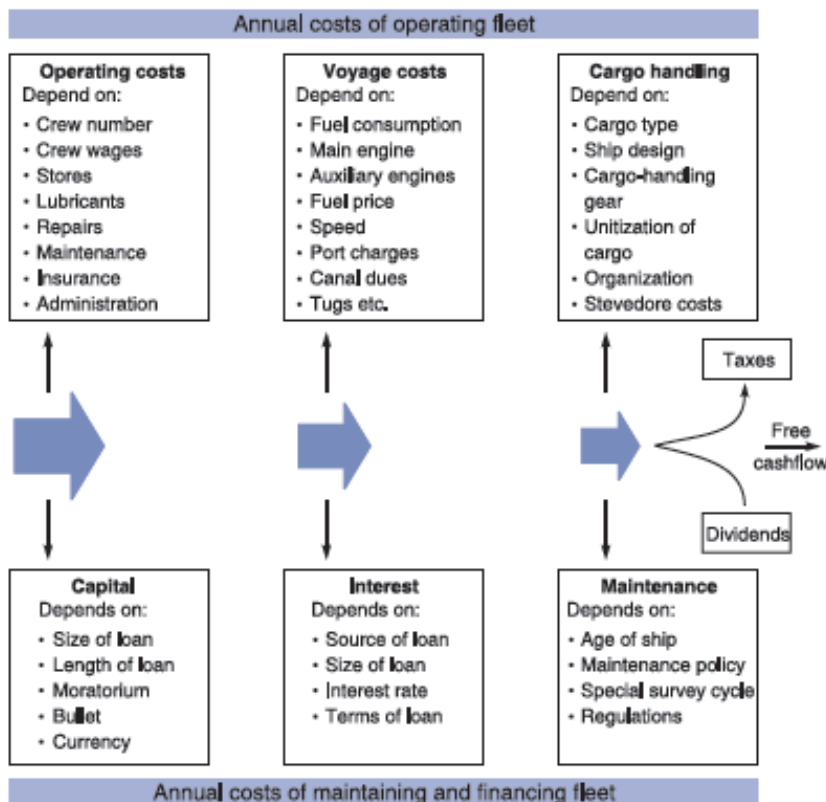 Annual costs of operating fleet
Operating costs
Depend on:
• Crew number
• Crew wages
• Stores
• Lubricants
• Repairs
• Maintenance
• Insurance
• Administration
Voyage costs
Depend on:
• Fuel consumption
• Main engine
• Auxiliary engines
• Fuel price
• Speed
• Port charges
• Canal dues
• Tugs etc.
Cargo handling
Depend on:
• Cargo type
• Ship design
• Cargo-handling
gear
• Unitization of
cargo
• Organization
• Stevedore costs
Taxes
Free
cashflow
Dividends
Capital
Depends on:
• Size of loan
• Length of loan
• Moratorium
• Bullet
• Currency
Interest
Depends on:
• Source of loan
• Size of loan
• Interest rate
• Terms of loan
Maintenance
Depends on:
• Age of ship
• Maintenance policy
• Special survey cycle
• Regulations
Annual costs of maintaining and financing fleet